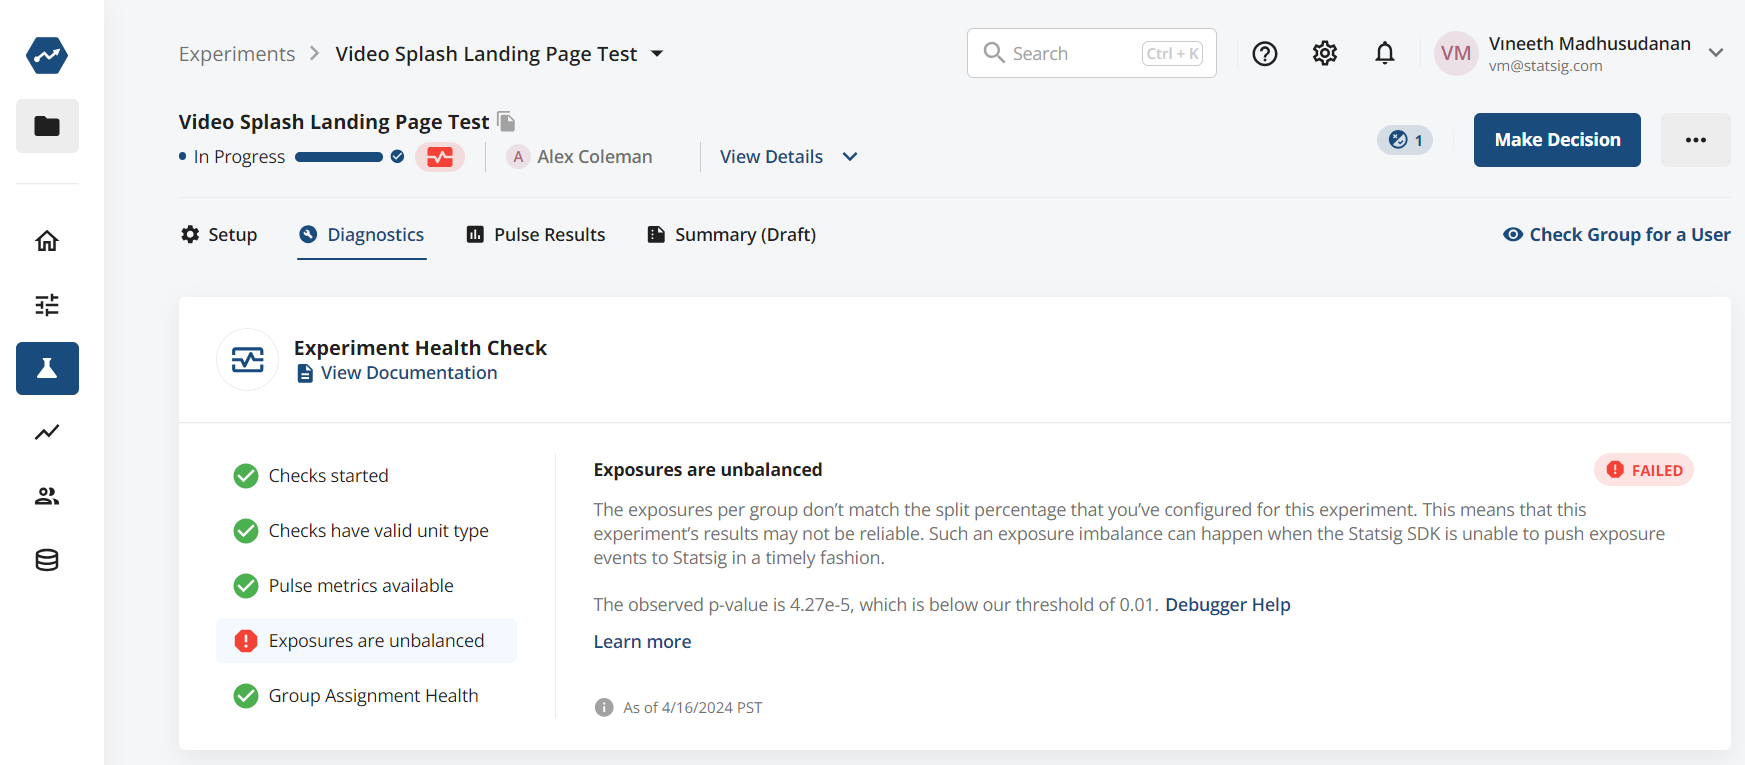 Experiments > Video Splash Landing Page Test
Search Ctrl + K
VM
Vineeth Madhusudanan
vm@statsig.com
Video Splash Landing Page Test
In Progress
A Alex Coleman
View Details
1
Make Decision
Setup
Diagnostics
Pulse Results
Summary (Draft)
Check Group for a User
Experiment Health Check
View Documentation
Checks started
Checks have valid unit type
Pulse metrics available
Exposures are unbalanced
Group Assignment Health
Exposures are unbalanced
FAILED
The exposures per group don’t match the split percentage that you’ve configured for this experiment. This means that this
experiment’s results may not be reliable. Such an exposure imbalance can happen when the Statsig SDK is unable to push exposure
events to Statsig in a timely fashion.
The observed p-value is 4.27e-5, which is below our threshold of 0.01. Debugger Help
Learn more
As of 4/16/2024 PST